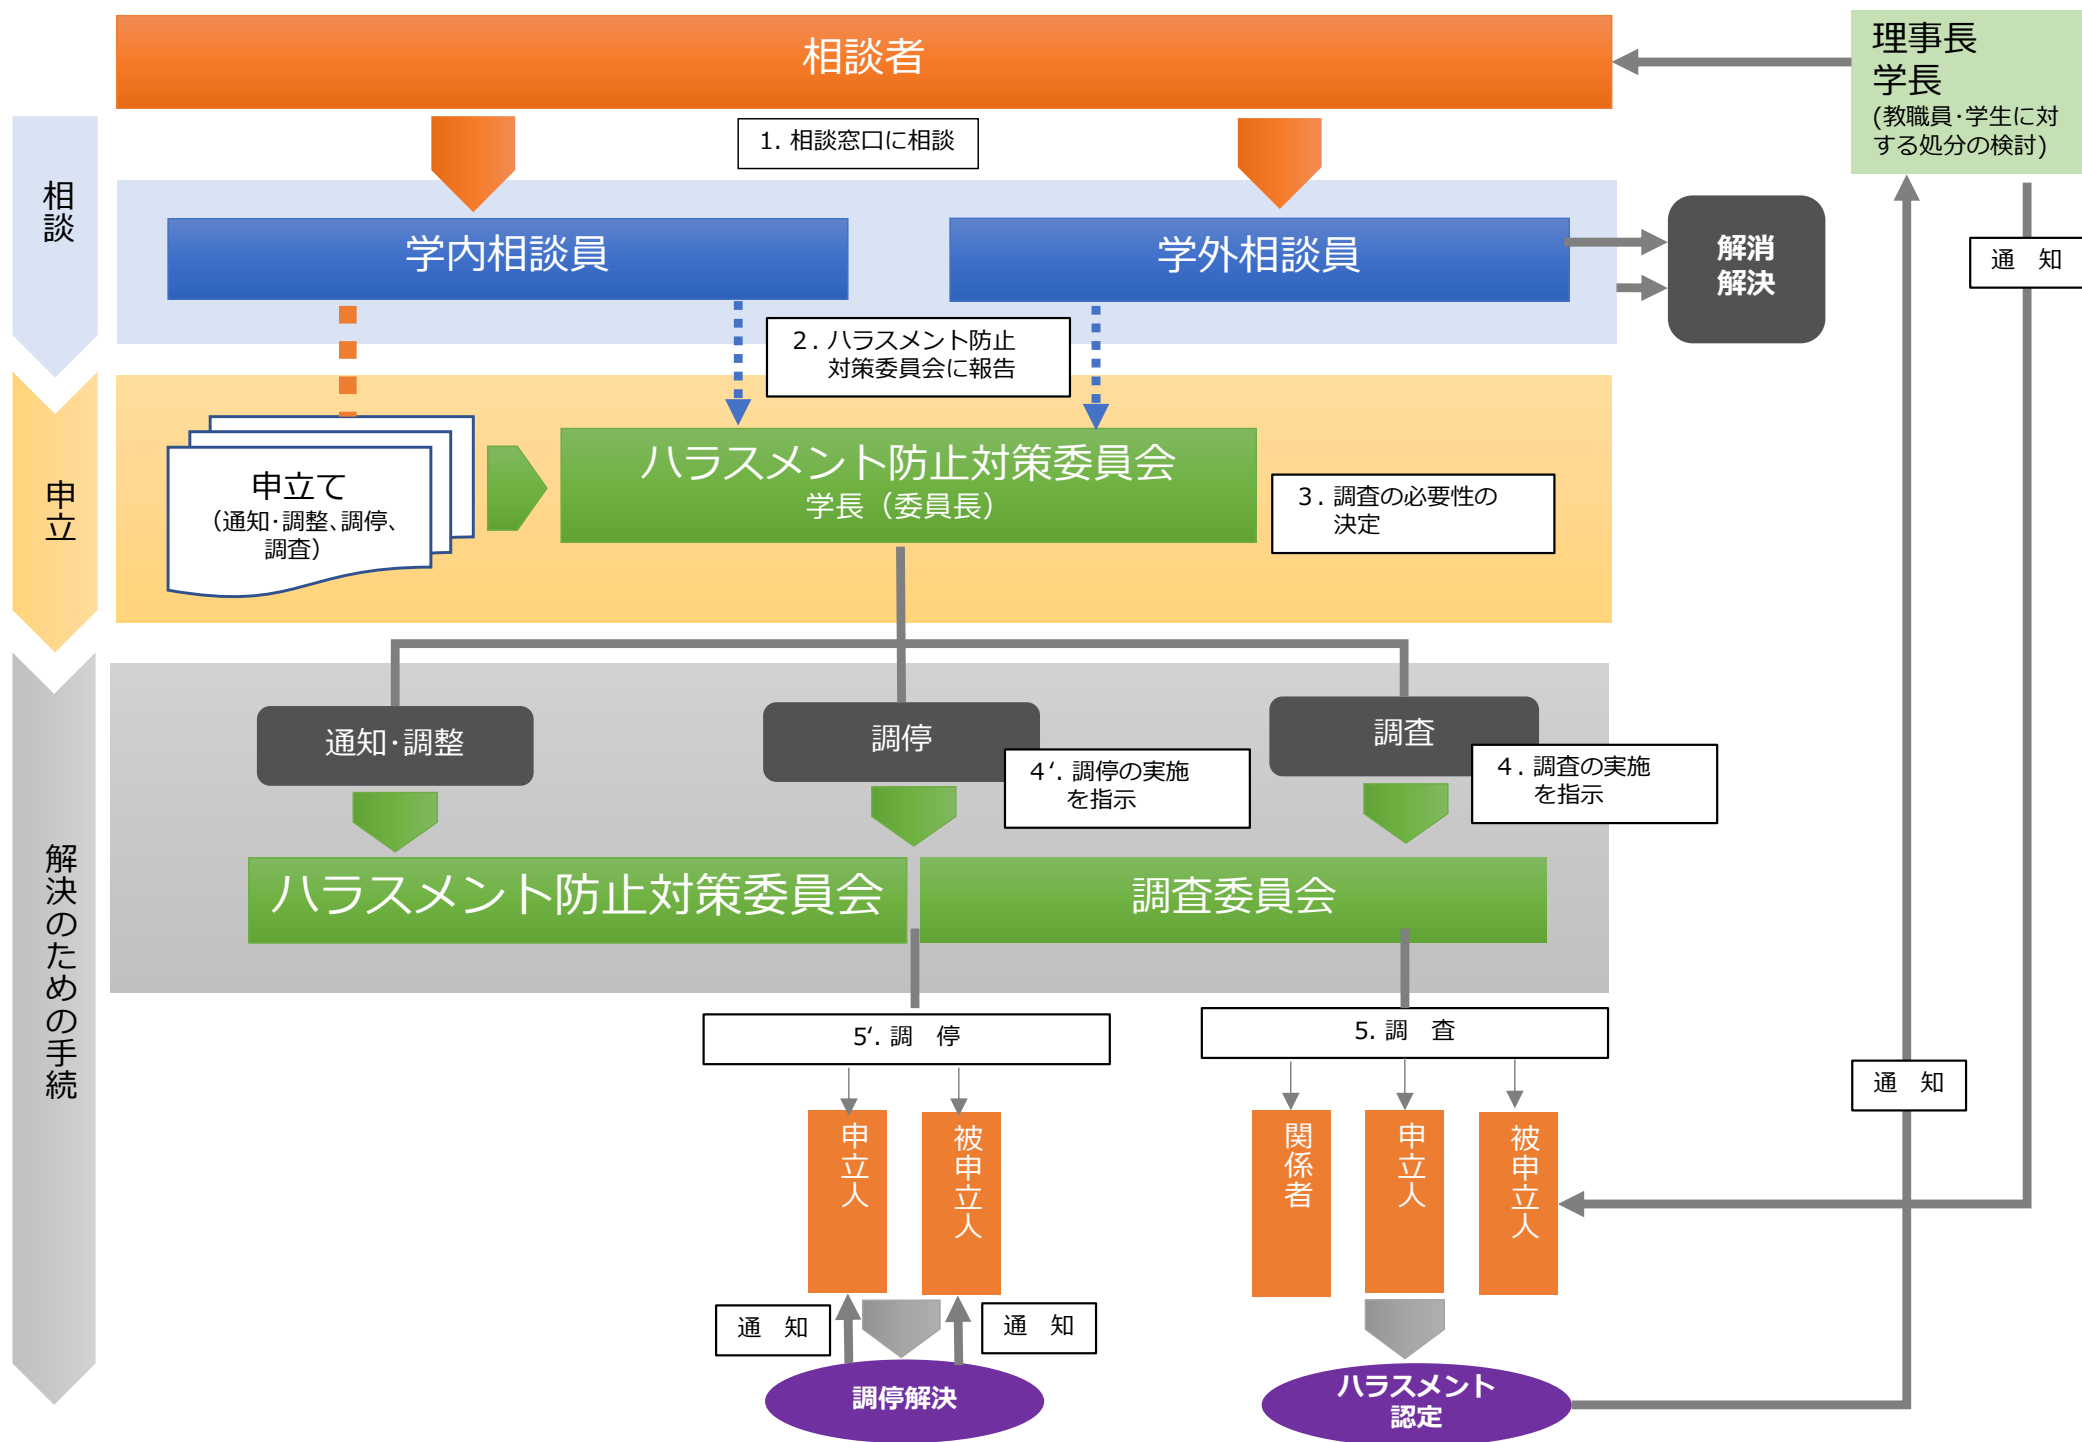 相談者
理事長
学長
(教職員･学生に対
する処分の検討)
1. 相談窓口に相談
相談
学内相談員
学外相談員
解消
解決
通　知
2. ハラスメント防止
対策委員会に報告
申立
申立て
（通知･調整､調停､
調査）
ハラスメント防止対策委員会
学長（委員長）
3. 調査の必要性の
決定
解決のための手続
通知･調整
調停
調査
4‘. 調停の実施
を指示
4. 調査の実施
を指示
ハラスメント防止対策委員会
調査委員会
5‘. 調　停
5. 調　査
通　知
申立人
被申立人
関係者
申立人
被申立人
通　知
通　知
調停解決
ハラスメント
認定